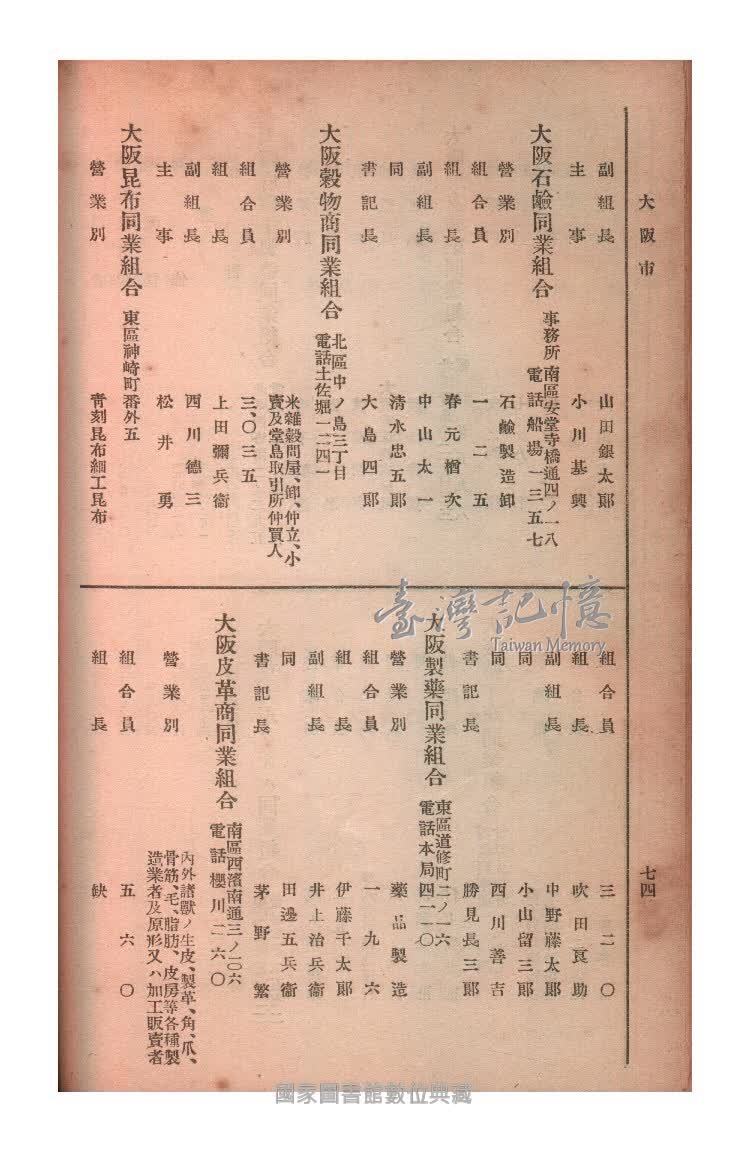 大阪市
七四
副組長 山田銀太郎
主事 小川基興
大阪石鹼同業組合 事務所 南區安堂寺橋通四ノ一八
電話船場一三五七
營業別 石鹼製造卸
組合員 一二五
組長 春元楢次
副組長 中山太一
同 清水忠五郎
書記長 大島四郎
大阪穀物商同業組合 北區中ノ島三丁目
電話土佐堀一二四一
營業別 米雜穀問屋、卸、仲立、小
賣及堂島取引所仲買人
組合員 三、〇三五
組長 上田彌兵衞
副組長 西川德三
主事 松井勇
大阪昆布同業組合 東區神崎町番外五
營業別 靑刻昆布細工昆布
組合員 三二〇
組長 吹田良助
副組長 中野藤太郎
同 小山留三郎
同 西川善吉
書記長 勝見長三郎
大阪製藥同業組合 東區道修町二ノ一六
電話本局四一一〇
營業別 藥品製造
組合員 一九六
組長 伊藤千太郎
副組長 井上治兵衞
同 田邊五兵衞
書記長 茅野繁
大阪皮革商同業組合 南區西濱南通三ノ一〇六
電話櫻川二六〇
營業別 內外諸獸ノ生皮、製革、角、爪、
骨筋、毛、脂肪、皮房等各種製
造業者及原形又ハ加工販賣者
組合員 五六〇
組長 缺
臺灣記憶
Taiwan Memory
國家圖書館數位典藏